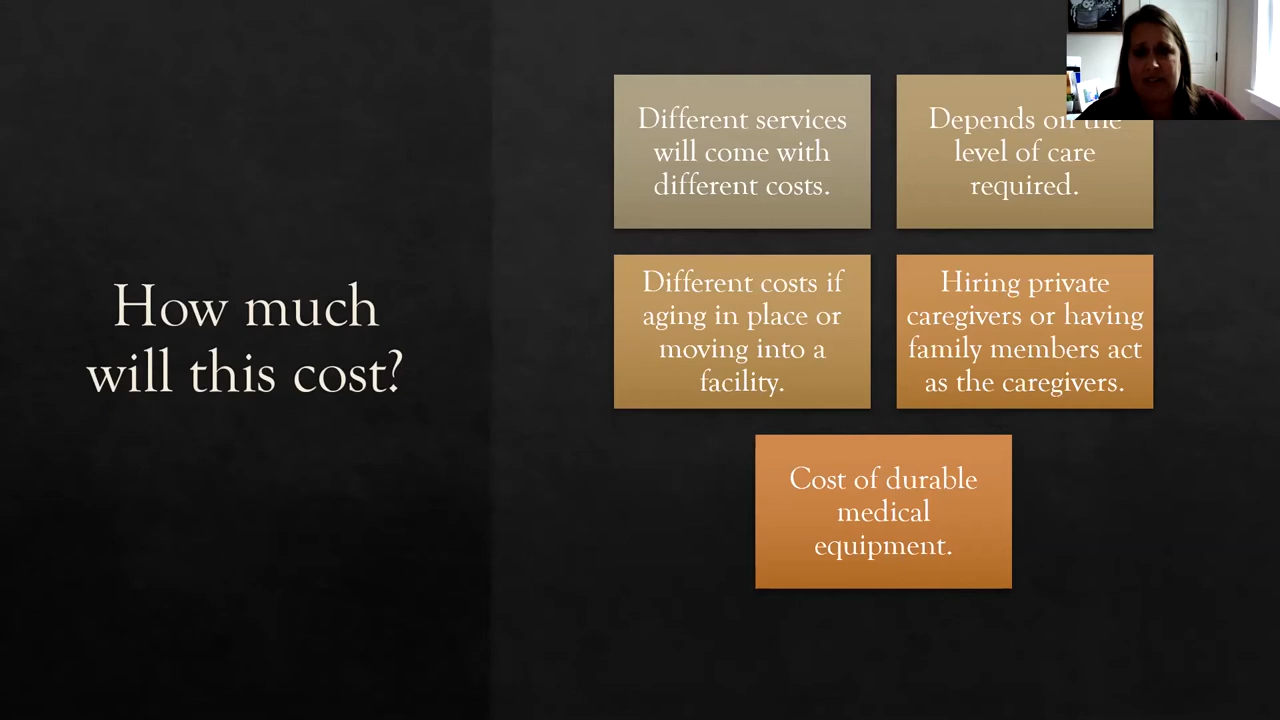 How much
will this cost?
Different services
will come with
different costs.
Depends on the
level of care
required.
Different costs if
aging in place or
moving into a
facility.
Hiring private
caregivers or having
family members act
as the caregivers.
Cost of durable
medical
equipment.